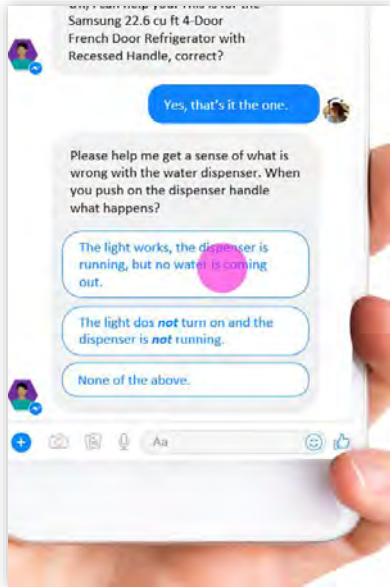 Samsung 22.6 cu ft 4-Door
French Door Refrigerator with
Recessed Handle, correct?
Yes, that's it the one.
Please help me get a sense of what is
wrong with the water dispenser. When
you push on the dispenser handle
what happens?
The light works, the dispenser is
running, but no water is coming
out.
The light dos not turn on and the
dispenser is not running.
None of the above.
Aa